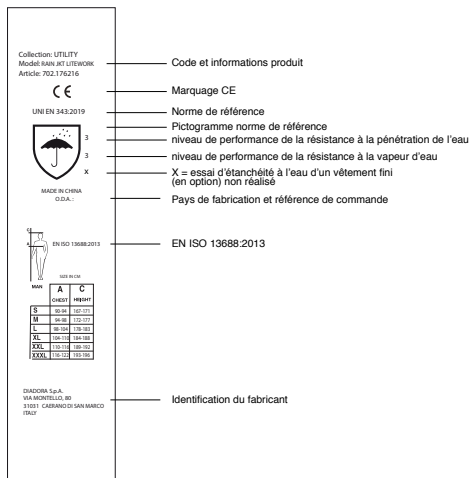 Collection: UTILITY
Model: RAIN JKT LITEWORK
Article: 702.176216
Code et informations produit
CE
Marquage CE
UNI EN 343:2019
Norme de référence
Pictogramme norme de référence
3
niveau de performance de la résistance à la pénétration de l'eau
3
niveau de performance de la résistance à la vapeur d'eau
X
X = essai d'étanchéité à l'eau d'un vêtement fini
(en option) non réalisé
MADE IN CHINA
O.D.A. :
Pays de fabrication et référence de commande
C
A
EN ISO 13688:2013
EN ISO 13688:2013
SIZE IN CM
MAN
A C
CHEST HEIGHT
S 90-94 167-171
M 94-98 172-177
L 98-104 178-183
XL 104-110 184-188
XXL 110-116 189-192
XXXL 116-122 193-196
DIADORA S.p.A.
VIA MONTELLO, 80
31031 CAERANO DI SAN MARCO
ITALY
Identification du fabricant